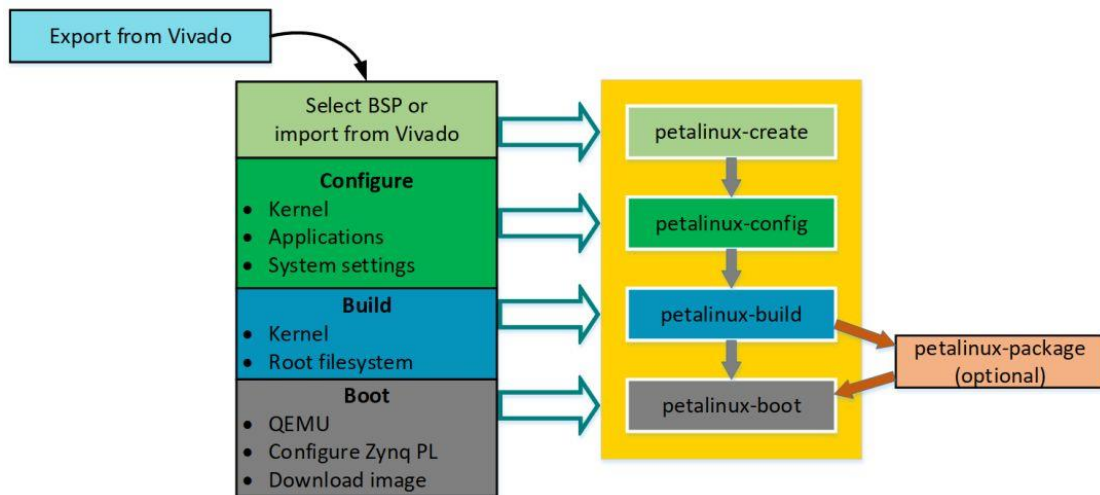 Export from Vivado
Select BSP or
import from Vivado
Configure
• Kernel
• Applications
• System settings
Build
• Kernel
• Root filesystem
Boot
• QEMU
• Configure Zynq PL
• Download image
petalinux-create
petalinux-config
petalinux-build
petalinux-boot
petalinux-package
(optional)